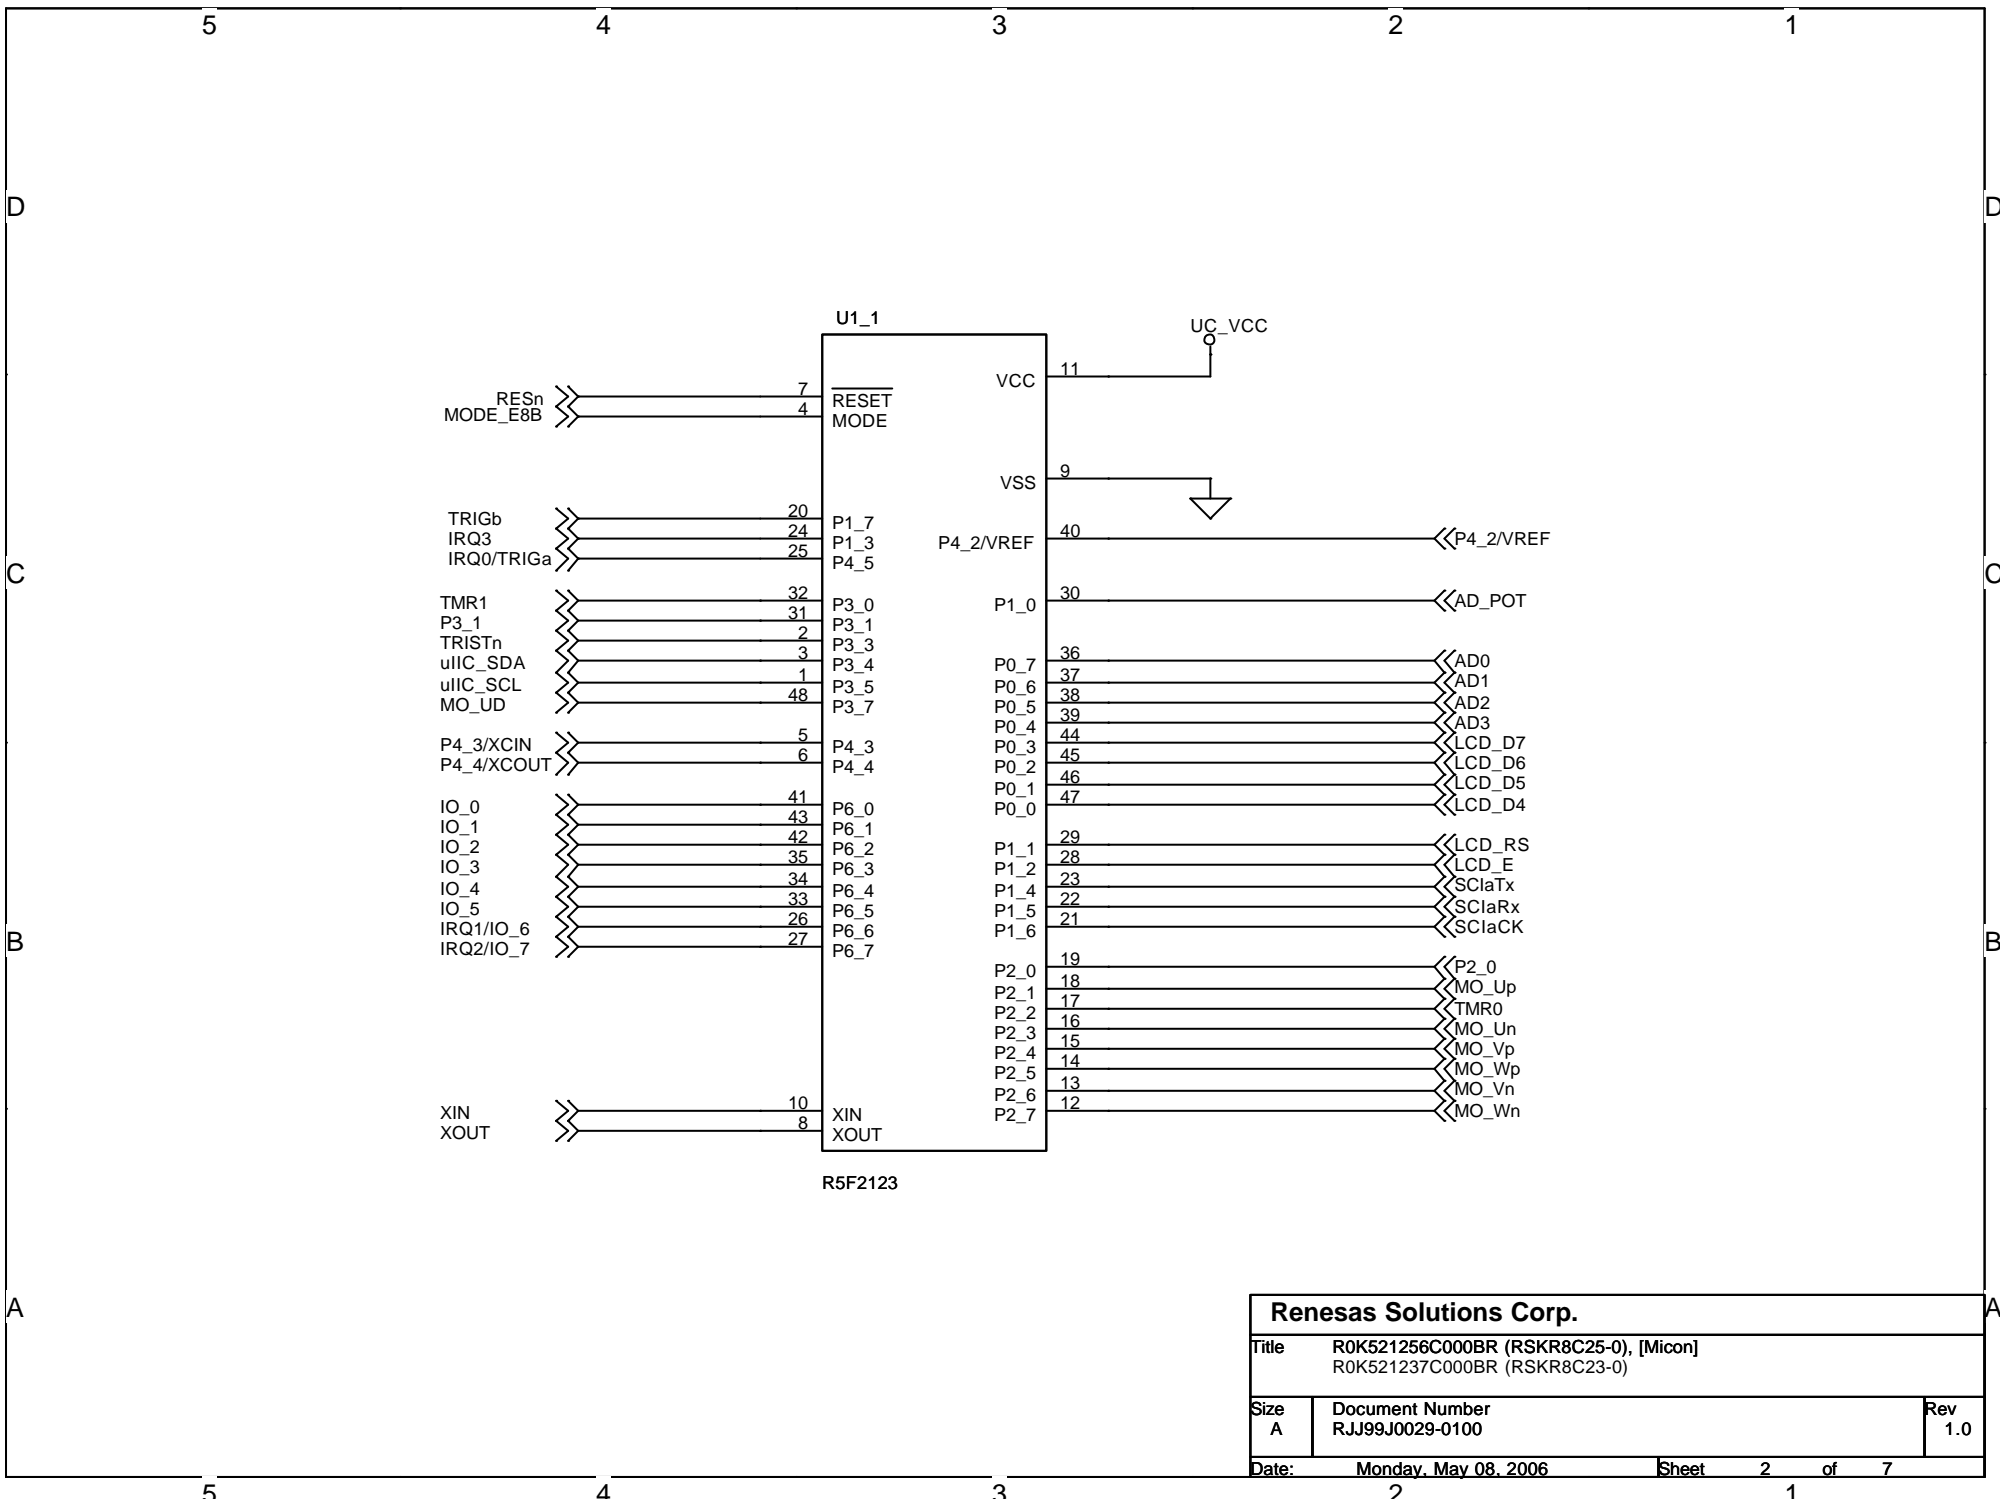 5 4 3 2 1
D D
U1_1
UC_VCC
VCC 11
RESn 7 RESET
MODE_E8B 4 MODE
VSS 9
TRIGb 20 P1_7
IRQ3 24 P1_3
IRQ0/TRIGa 25 P4_5
P4_2/VREF 40 P4_2/VREF
C C
TMR1 32 P3_0
P3_1 31 P3_1
TRISTn 2 P3_3
uIIC_SDA 3 P3_4
uIIC_SCL 1 P3_5
MO_UD 48 P3_7
P1_0 30 AD_POT
P0_7 36 AD0
P0_6 37 AD1
P0_5 38 AD2
P0_4 39 AD3
P0_3 44 LCD_D7
P0_2 45 LCD_D6
P0_1 46 LCD_D5
P0_0 47 LCD_D4
P4_3/XCIN 5 P4_3
P4_4/XCOUT 6 P4_4
IO_0 41 P6_0
IO_1 43 P6_1
IO_2 42 P6_2
IO_3 35 P6_3
IO_4 34 P6_4
IO_5 33 P6_5
IRQ1/IO_6 26 P6_6
IRQ2/IO_7 27 P6_7
P1_1 29 LCD_RS
P1_2 28 LCD_E
P1_4 23 SCIaTx
P1_5 22 SCIaRx
P1_6 21 SCIaCK
B B
P2_0 19 P2_0
P2_1 18 MO_Up
P2_2 17 TMR0
P2_3 16 MO_Un
P2_4 15 MO_Vp
P2_5 14 MO_Wp
P2_6 13 MO_Vn
P2_7 12 MO_Wn
XIN 10 XIN
XOUT 8 XOUT
R5F2123
A A
Renesas Solutions Corp.
Title R0K521256C000BR (RSKR8C25-0), [Micon]
R0K521237C000BR (RSKR8C23-0)
Size Document Number Rev
A RJJ99J0029-0100 1.0
Date: Monday, May 08, 2006 Sheet 2 of 7
5 4 3 2 1